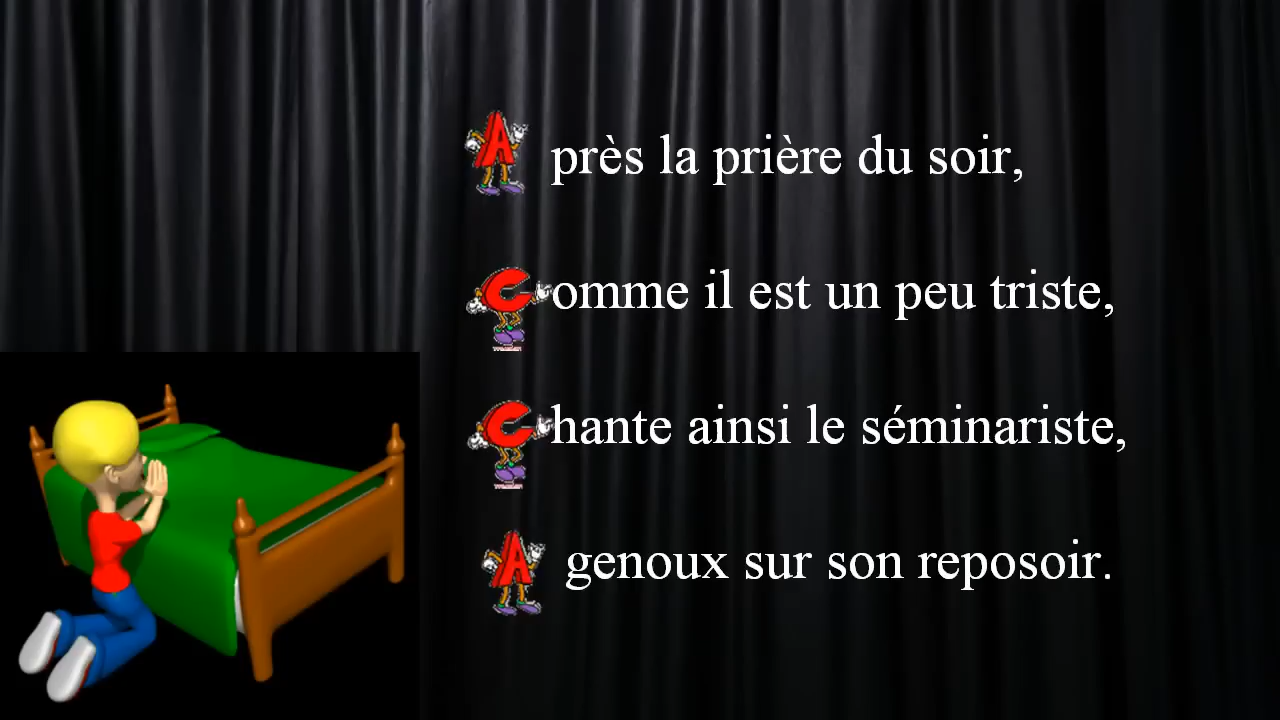 Après la prière du soir,
Comme il est un peu triste,
Chante ainsi le séminariste,
A genoux sur son reposoir.